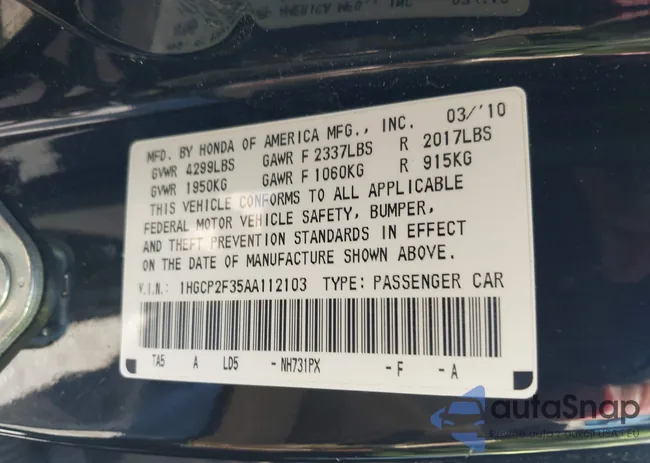 03/'10
MFD. BY HONDA OF AMERICA MFG., INC.
GVWR 4299LBS GAWR F 2337LBS R 2017LBS
GVWR 1950KG GAWR F 1060KG R 915KG
THIS VEHICLE CONFORMS TO ALL APPLICABLE
FEDERAL MOTOR VEHICLE SAFETY, BUMPER,
AND THEFT PREVENTION STANDARDS IN EFFECT
ON THE DATE OF MANUFACTURE SHOWN ABOVE.
V.I.N.: 1HGCP2F35AA112103 TYPE: PASSENGER CAR
TA5 A LD5 -NH731PX -F -A
autaSnap